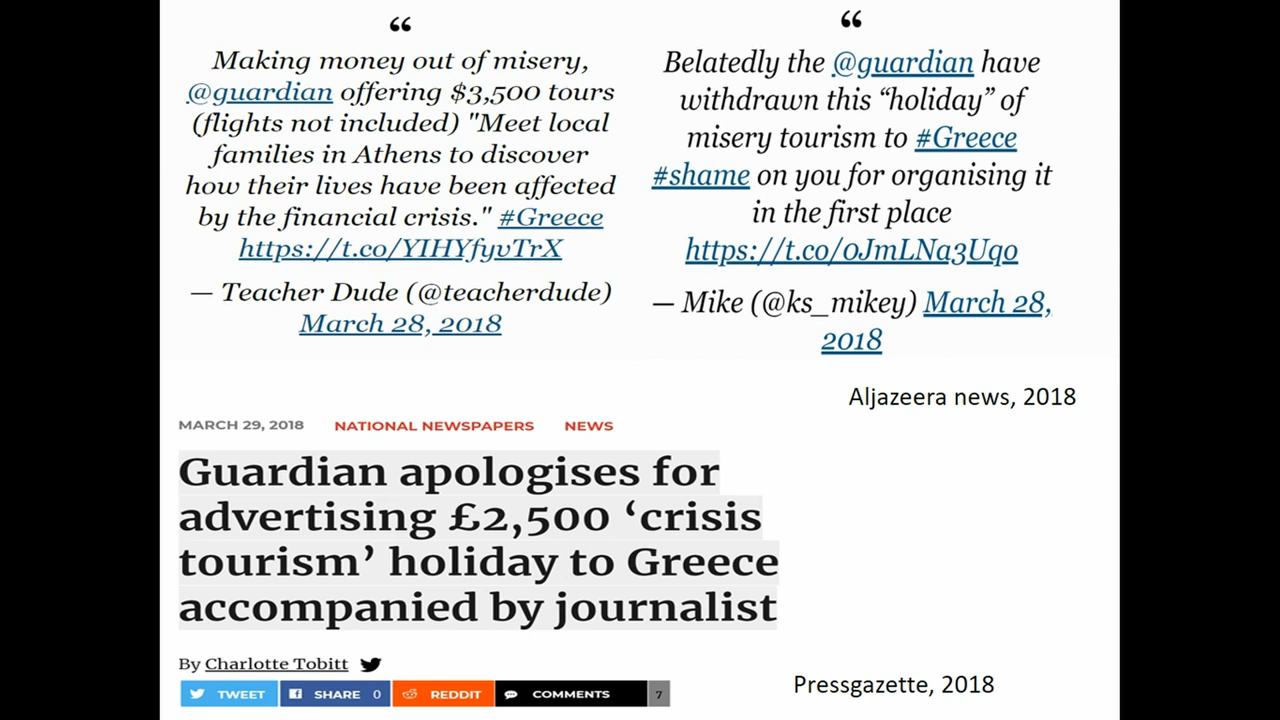 “
Making money out of misery,
@guardian offering $3,500 tours
(flights not included) "Meet local
families in Athens to discover
how their lives have been affected
by the financial crisis." #Greece
https://t.co/YIHYfyvTrX
— Teacher Dude (@teacherdude)
March 28, 2018
“
Belatedly the @guardian have
withdrawn this “holiday” of
misery tourism to #Greece
#shame on you for organising it
in the first place
https://t.co/0JmLNa3Uqo
— Mike (@ks_mikey) March 28,
2018
Aljazeera news, 2018
MARCH 29, 2018 NATIONAL NEWSPAPERS NEWS
Guardian apologises for
advertising £2,500 ‘crisis
tourism’ holiday to Greece
accompanied by journalist
By Charlotte Tobitt
TWEET SHARE 0 REDDIT COMMENTS 7
Pressgazette, 2018